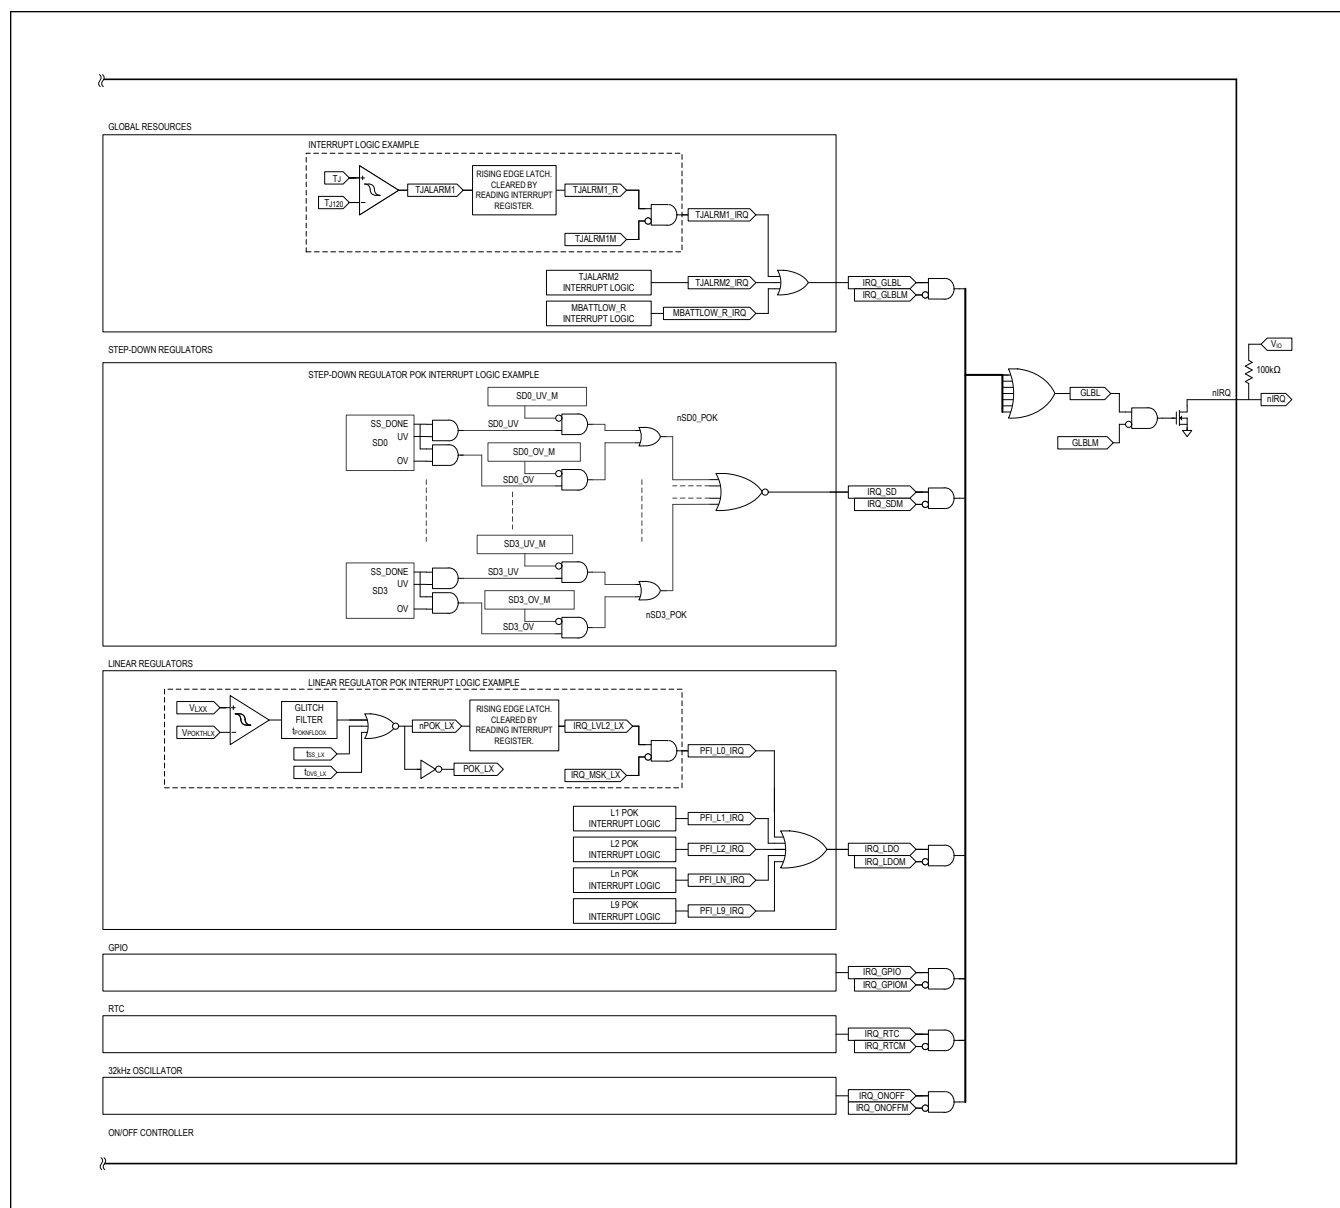 GLOBAL RESOURCES
INTERRUPT LOGIC EXAMPLE
TJ
TJ120
TJALARM1
RISING EDGE LATCH.
CLEARED BY
READING INTERRUPT
REGISTER.
TJALRM1_R
TJALRM1M
TJALRM1_IRQ
TJALARM2
INTERRUPT LOGIC
TJALRM2_IRQ
MBATTLOW_R
INTERRUPT LOGIC
MBATTLOW_R_IRQ
IRQ_GLBL
IRQ_GLBLM
STEP-DOWN REGULATORS
STEP-DOWN REGULATOR POK INTERRUPT LOGIC EXAMPLE
SS_DONE
SD0
UV
OV
SD0_UV_M
SD0_UV
SD0_OV_M
SD0_OV
nSD0_POK
SD3_UV_M
SS_DONE
SD3
UV
OV
SD3_UV
SD3_OV_M
SD3_OV
nSD3_POK
IRQ_SD
IRQ_SDM
GLBL
GLBLM
nIRQ
VIO
100kΩ
nIRQ
LINEAR REGULATORS
LINEAR REGULATOR POK INTERRUPT LOGIC EXAMPLE
VLXX
VPOKTHLX
GLITCH
FILTER
tPOKNFLDOX
tSS_LX
tDVS_LX
nPOK_LX
POK_LX
RISING EDGE LATCH.
CLEARED BY
READING INTERRUPT
REGISTER.
IRQ_LVL2_LX
IRQ_MSK_LX
PFI_L0_IRQ
L1 POK
INTERRUPT LOGIC
PFI_L1_IRQ
L2 POK
INTERRUPT LOGIC
PFI_L2_IRQ
Ln POK
INTERRUPT LOGIC
PFI_LN_IRQ
L9 POK
INTERRUPT LOGIC
PFI_L9_IRQ
IRQ_LDO
IRQ_LDOM
GPIO
IRQ_GPIO
IRQ_GPIOM
RTC
IRQ_RTC
IRQ_RTCM
32kHz OSCILLATOR
IRQ_ONOFF
IRQ_ONOFFM
ON/OFF CONTROLLER